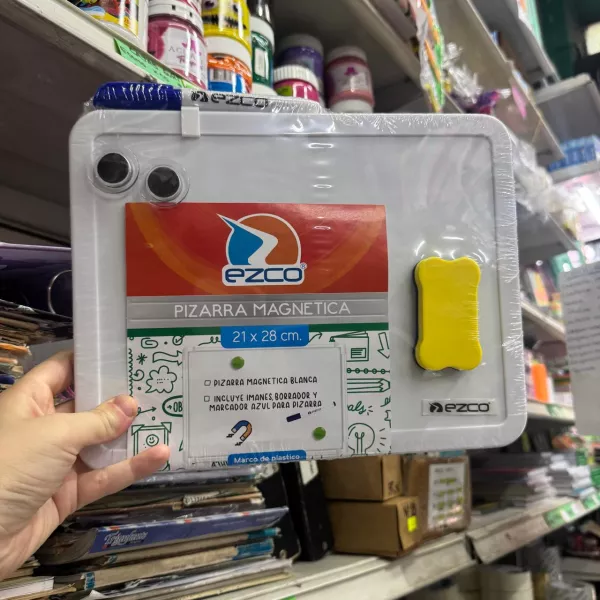 EZCO
EZCO®
PIZARRA MAGNETICA
21 x 28 cm.
PIZARRA MAGNETICA BLANCA
INCLUYE IMANES, BORRADOR Y
MARCADOR AZUL PARA PIZARRA
EZCO
Marco de plastico